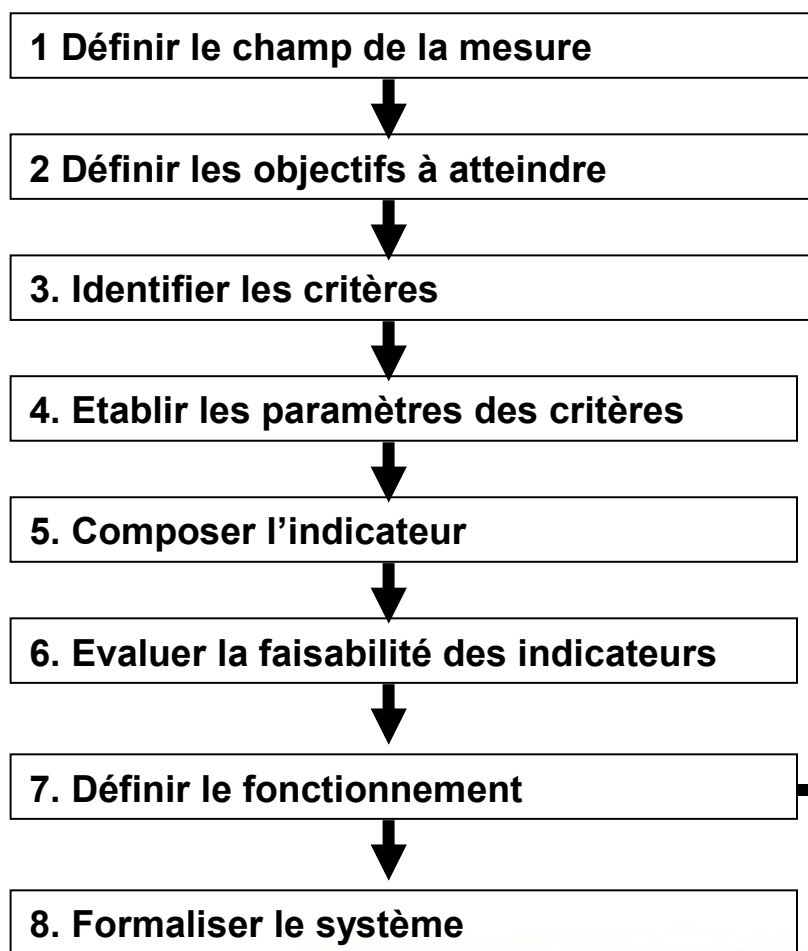 1 Définir le champ de la mesure
2 Définir les objectifs à atteindre
3. Identifier les critères
4. Etablir les paramètres des critères
5. Composer l’indicateur
6. Evaluer la faisabilité des indicateurs
7. Définir le fonctionnement
8. Formaliser le système